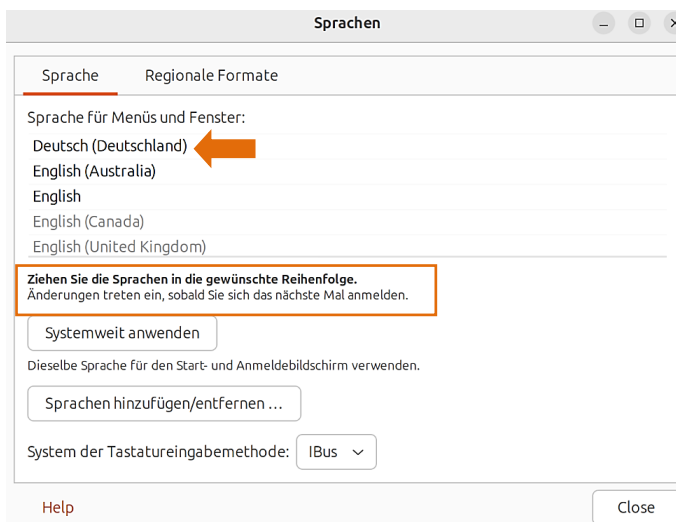 Sprachen
Sprache Regionale Formate
Sprache für Menüs und Fenster:
Deutsch (Deutschland)
English (Australia)
English
English (Canada)
English (United Kingdom)
Ziehen Sie die Sprachen in die gewünschte Reihenfolge.
Änderungen treten ein, sobald Sie sich das nächste Mal anmelden.
Systemweit anwenden
Dieselbe Sprache für den Start- und Anmeldebildschirm verwenden.
Sprachen hinzufügen/entfernen ...
System der Tastatureingabemethode: IBus
Help Close